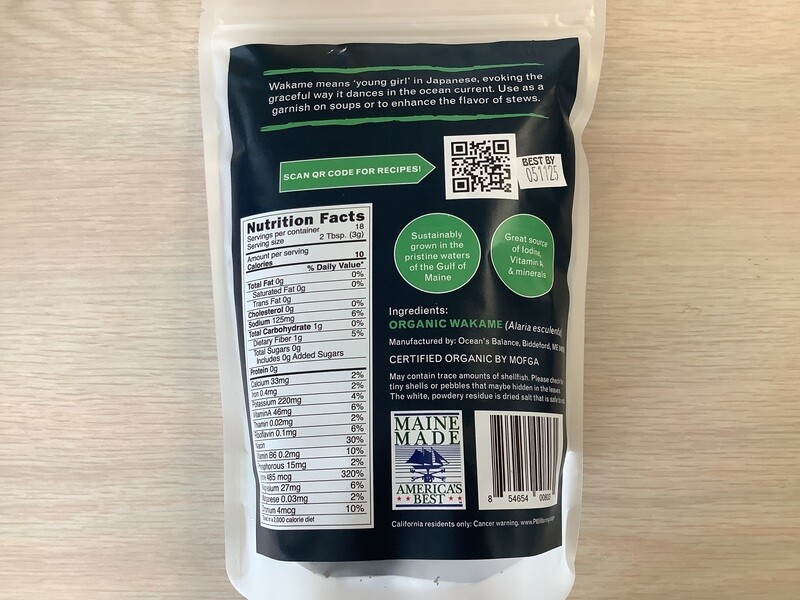 Wakame means 'young girl' in Japanese, evoking the
graceful way it dances in the ocean current. Use as a
garnish on soups or to enhance the flavor of stews.
SCAN QR CODE FOR RECIPES!
BEST BY
051125
Nutrition Facts
Servings per container 18
Serving size 2 Tbsp. (3g)
Amount per serving
Calories 10
% Daily Value*
Total Fat 0g 0%
Saturated Fat 0g 0%
Trans Fat 0g
Cholesterol 0g 0%
Sodium 125mg 6%
Total Carbohydrate 1g 0%
Dietary Fiber 1g 5%
Total Sugars 0g
Includes 0g Added Sugars
Protein 0g
Calcium 33mg 2%
Iron 0.4mg 2%
Potassium 220mg 4%
VitaminA 46mg 6%
Thiamin 0.02mg 2%
Riboflavin 0.1mg 6%
30%
Vitamin B6 0.2mg 10%
15mg 2%
485 mcg 320%
27mg 6%
0.03mg 2%
4mcg 10%
2,000 calorie diet
Sustainably
grown in the
pristine waters
of the Gulf of
Maine
Great source
of Iodine,
Vitamin A
& minerals
Ingredients:
ORGANIC WAKAME (Alaria esculenta)
Manufactured by: Ocean's Balance, Biddeford, ME
CERTIFIED ORGANIC BY MOFGA
May contain trace amounts of shellfish. Please check for
tiny shells or pebbles that maybe hidden in the leaves.
The white, powdery residue is dried salt that is safe
MAINE
MADE
AMERICA'S
BEST
8 54654 00803
California residents only: Cancer warning.